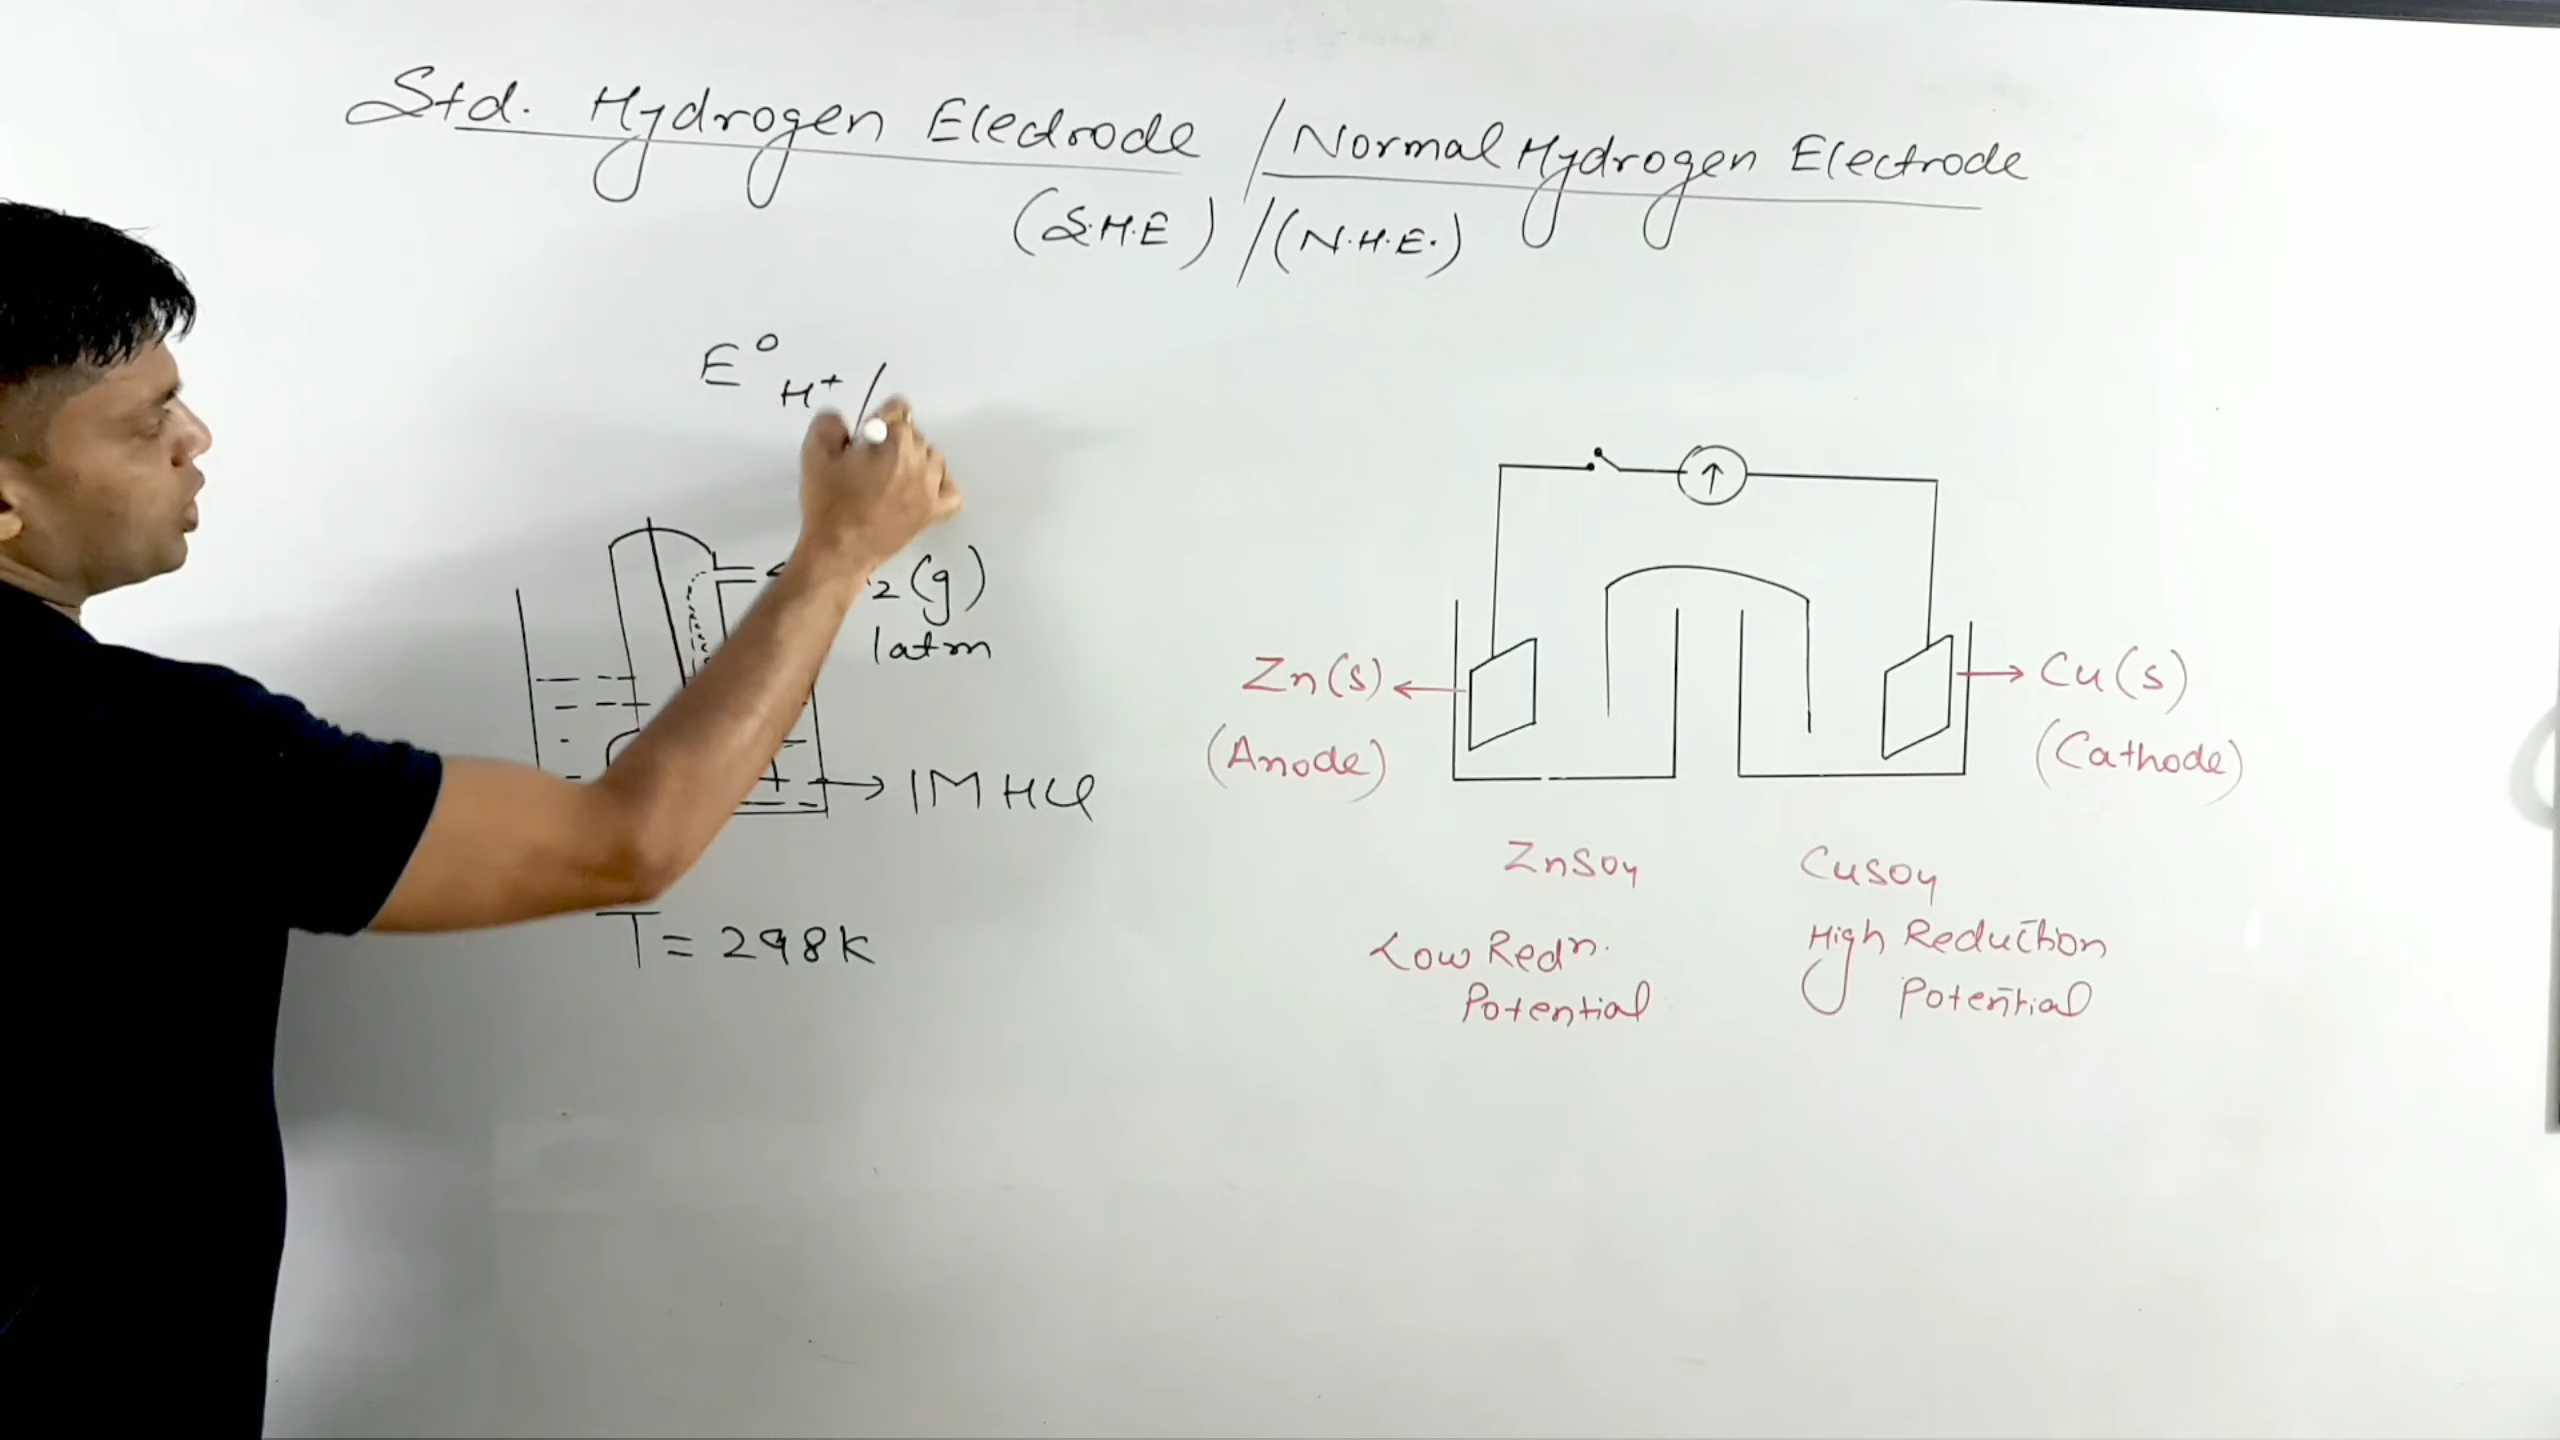 Std. Hydrogen Electrode / Normal Hydrogen Electrode
(S.H.E) / (N.H.E.)
E° H+/
2(g)
1atm
1M HCl
T = 298K
Zn(s)
(Anode)
Cu(s)
(Cathode)
ZnSO4
CuSO4
Low Redn.
Potential
High Reduction
Potential